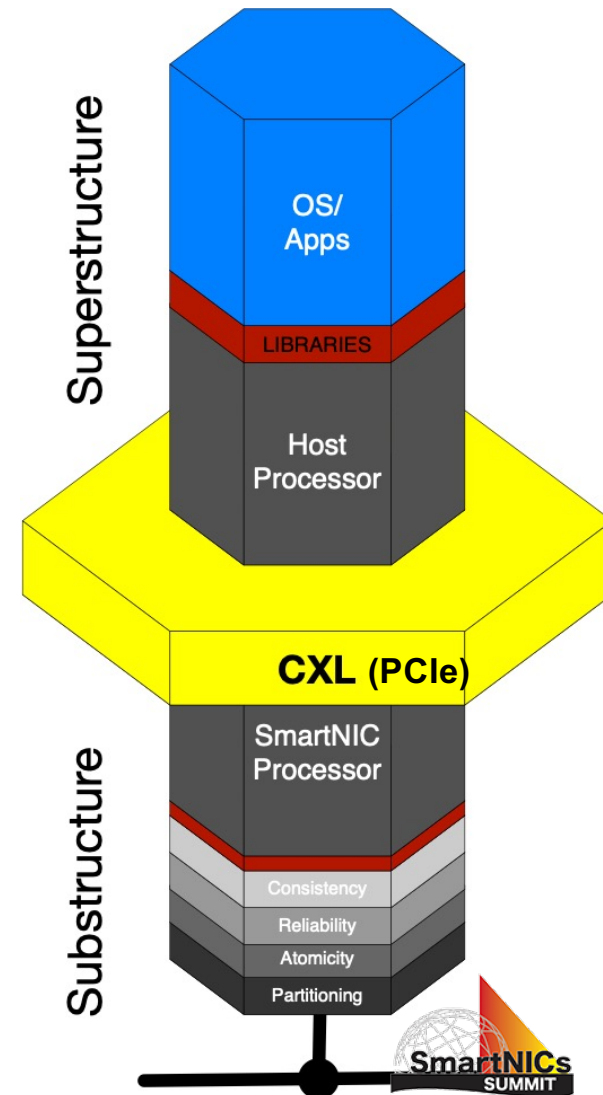 Superstructure
OS/
Apps
LIBRARIES
Host
Processor
CXL (PCIe)
Substructure
SmartNIC
Processor
Consistency
Reliability
Atomicity
Partitioning
SmartNICs
SUMMIT